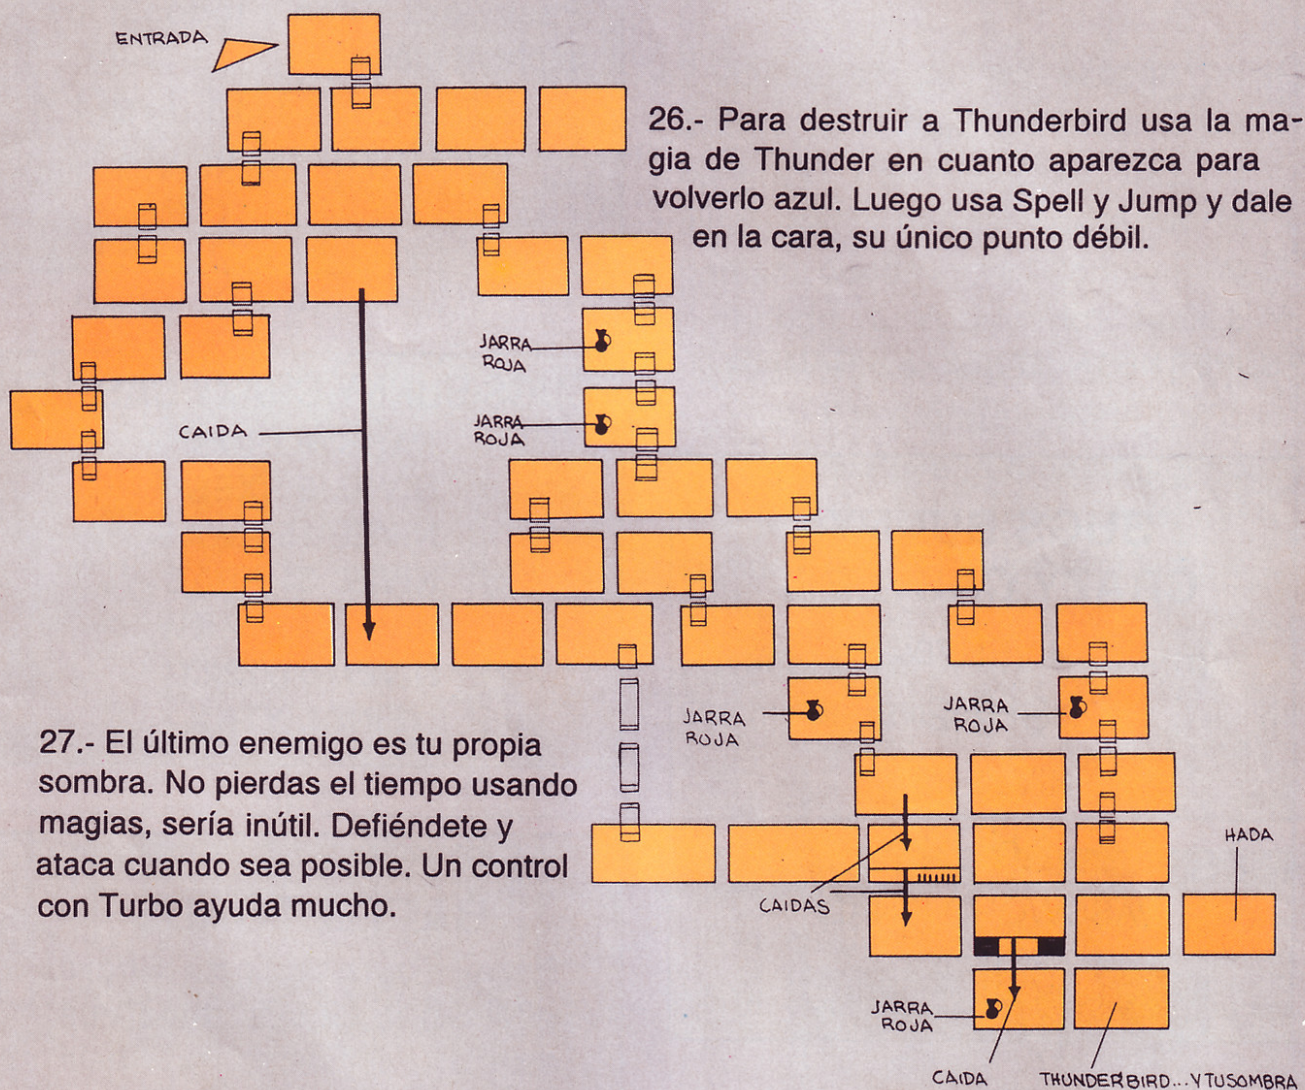 ENTRADA
26.- Para destruir a Thunderbird usa la ma-
gia de Thunder en cuanto aparezca para
volverlo azul. Luego usa Spell y Jump y dale
en la cara, su único punto débil.
JARRA
ROJA
JARRA
ROJA
CAIDA
27.- El último enemigo es tu propia
sombra. No pierdas el tiempo usando
magias, sería inútil. Defiéndete y
ataca cuando sea posible. Un control
con Turbo ayuda mucho.
JARRA
ROJA
JARRA
ROJA
HADA
CAIDAS
JARRA
ROJA
CAIDA
THUNDERBIRD...Y TU SOMBRA